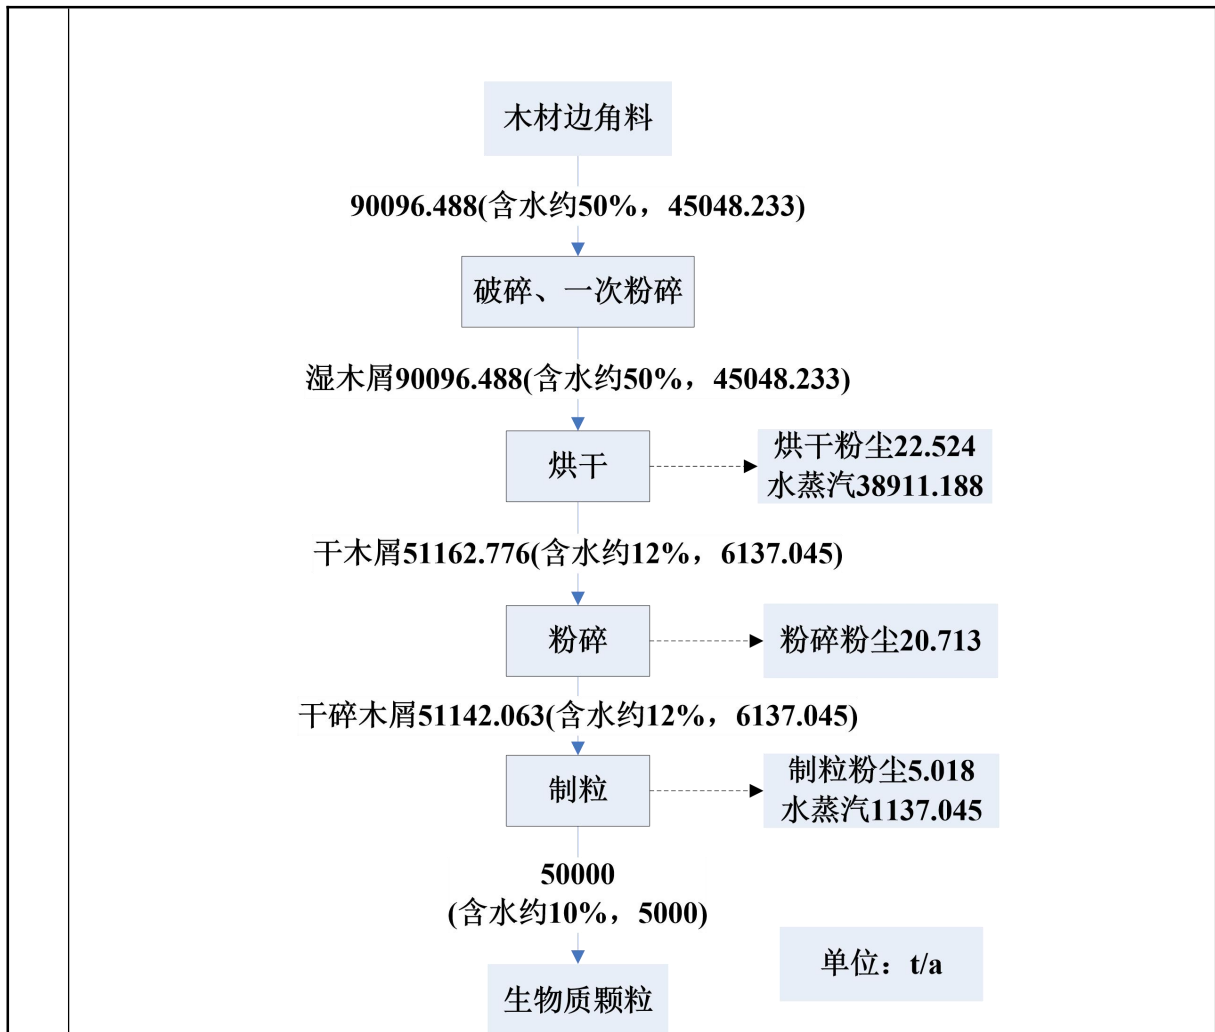 木材边角料
90096.488(含水约50%，45048.233)
破碎、一次粉碎
湿木屑90096.488(含水约50%，45048.233)
烘干
烘干粉尘22.524
水蒸汽38911.188
干木屑51162.776(含水约12%，6137.045)
粉碎
粉碎粉尘20.713
干碎木屑51142.063(含水约12%，6137.045)
制粒
制粒粉尘5.018
水蒸汽1137.045
50000
(含水约10%，5000)
单位：t/a
生物质颗粒